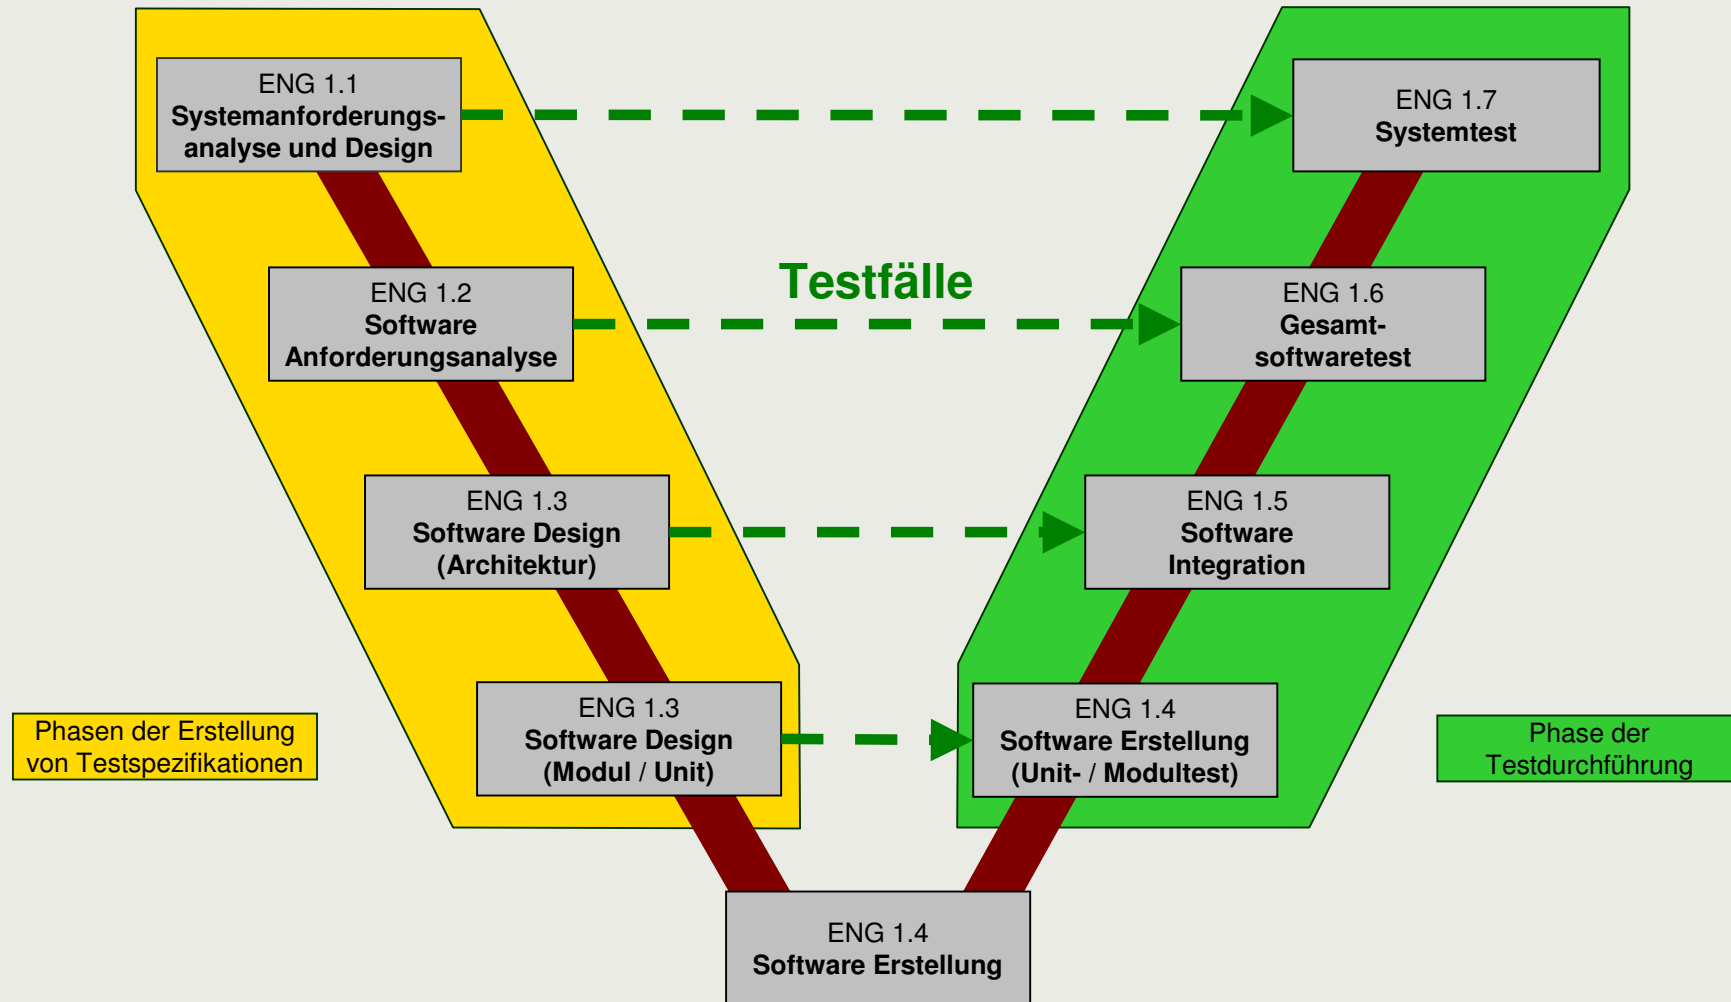 ENG 1.1
Systemanforderungs-
analyse und Design
ENG 1.7
Systemtest
Testfälle
ENG 1.2
Software
Anforderungsanalyse
ENG 1.6
Gesamt-
softwaretest
ENG 1.3
Software Design
(Architektur)
ENG 1.5
Software
Integration
Phasen der Erstellung
von Testspezifikationen
ENG 1.3
Software Design
(Modul / Unit)
ENG 1.4
Software Erstellung
(Unit- / Modultest)
Phase der
Testdurchführung
ENG 1.4
Software Erstellung